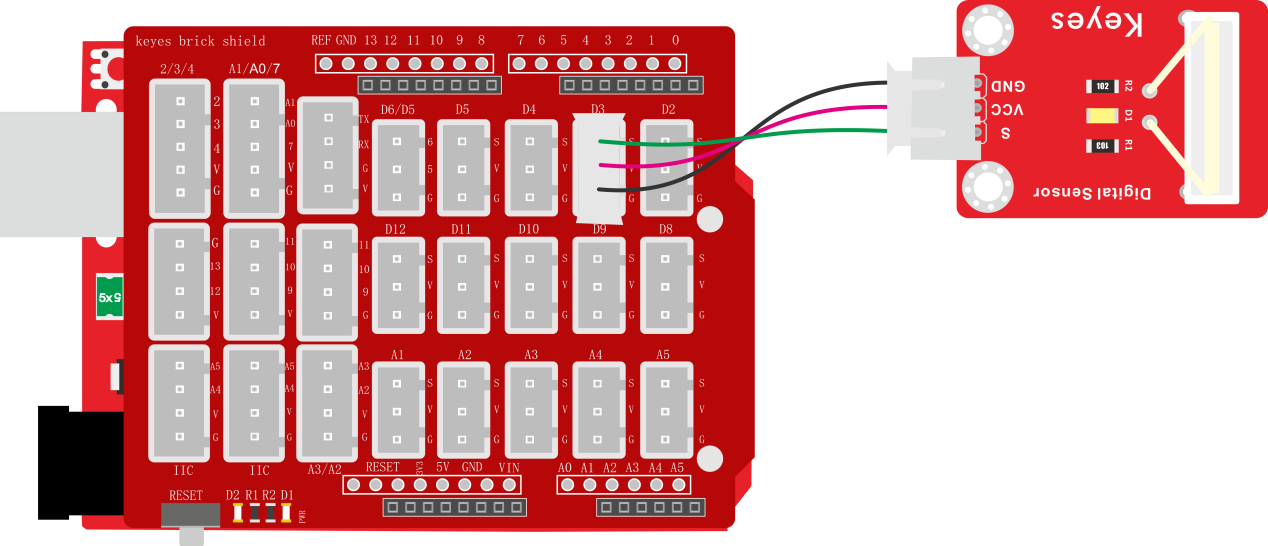 keyes brick shield
REF GND 13 12 11 10 9 8
7 6 5 4 3 2 1 0
2/3/4
A1/A0/7
D6/D5
D5
D4
D3
D2
2
3
4
V
G
A1
A0
7
V
G
TX
RX
G
V
6
5
G
S
V
G
S
V
G
S
V
G
S
V
G
D12
D11
D10
D9
D8
G
13
12
V
11
10
9
V
11
10
9
G
S
V
G
S
V
G
S
V
G
S
V
G
S
V
G
A1
A2
A3
A4
A5
A5
A4
V
G
A5
A4
V
G
A3
A2
V
G
S
V
G
S
V
G
S
V
G
S
V
G
S
V
G
IIC
IIC
A3/A2
RESET 3V3 5V GND VIN
A0 A1 A2 A3 A4 A5
RESET
D2 R1 R2 D1
PWR
5x5
Keyes
GND
VCC
S
R2
102
D1
103
R1
Digital Sensor